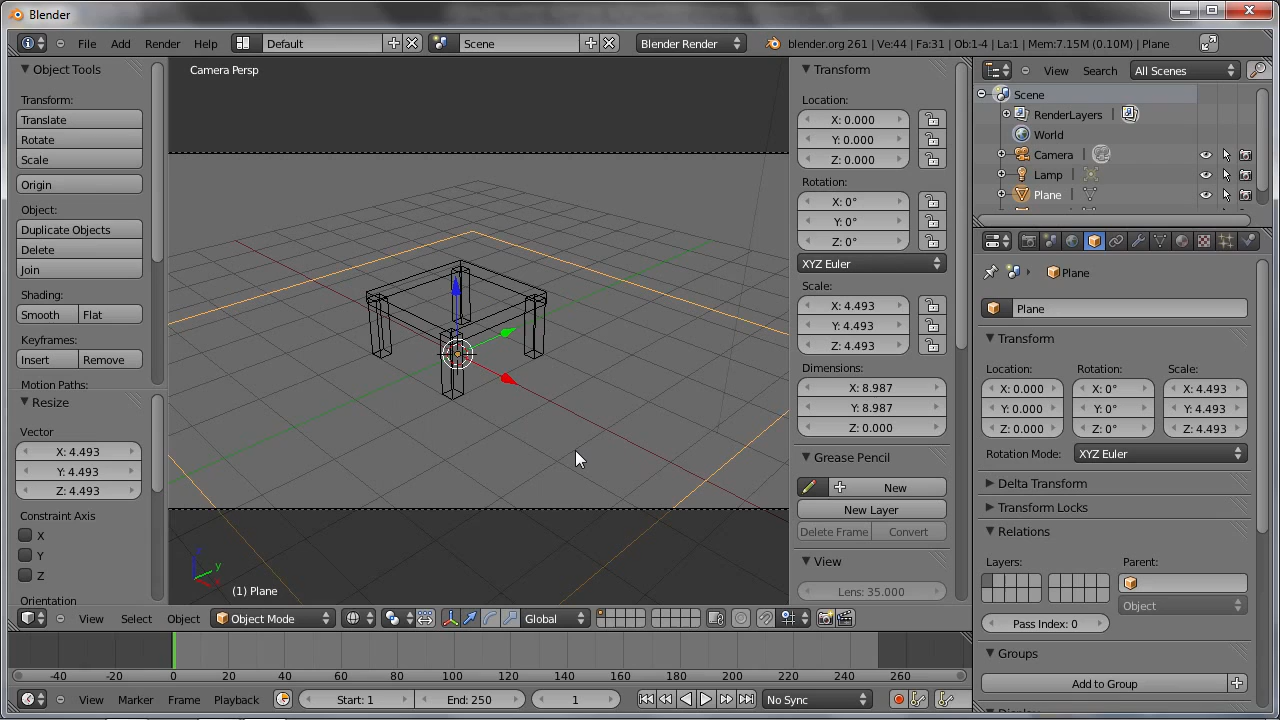 Blender
File Add Render Help Default Scene Blender Render blender.org 261 | Ve:44 | Fa:31 | Ob:1-4 | La:1 | Mem:7.15M (0.10M) | Plane
Object Tools
Transform:
Translate
Rotate
Scale
Origin
Object:
Duplicate Objects
Delete
Join
Shading:
Smooth Flat
Keyframes:
Insert Remove
Motion Paths:
Resize
Vector
X: 4.493
Y: 4.493
Z: 4.493
Constraint Axis
X
Y
Z
Orientation
Camera Persp
z
y
x
(1) Plane
Transform
Location:
X: 0.000
Y: 0.000
Z: 0.000
Rotation:
X: 0°
Y: 0°
Z: 0°
XYZ Euler
Scale:
X: 4.493
Y: 4.493
Z: 4.493
Dimensions:
X: 8.987
Y: 8.987
Z: 0.000
Grease Pencil
New
New Layer
Delete Frame Convert
View
Lens: 35.000
View Search All Scenes
Scene
RenderLayers |
World
Camera
Lamp
Plane
Plane
Plane
Transform
Location: Rotation: Scale:
X: 0.000 X: 0° X: 4.493
Y: 0.000 Y: 0° Y: 4.493
Z: 0.000 Z: 0° Z: 4.493
Rotation Mode: XYZ Euler
Delta Transform
Transform Locks
Relations
Layers: Parent:
Object
Pass Index: 0
Groups
Add to Group
View Select Object Object Mode Global
-40 -20 0 20 40 60 80 100 120 140 160 180 200 220 240 260
View Marker Frame Playback Start: 1 End: 250 1 No Sync